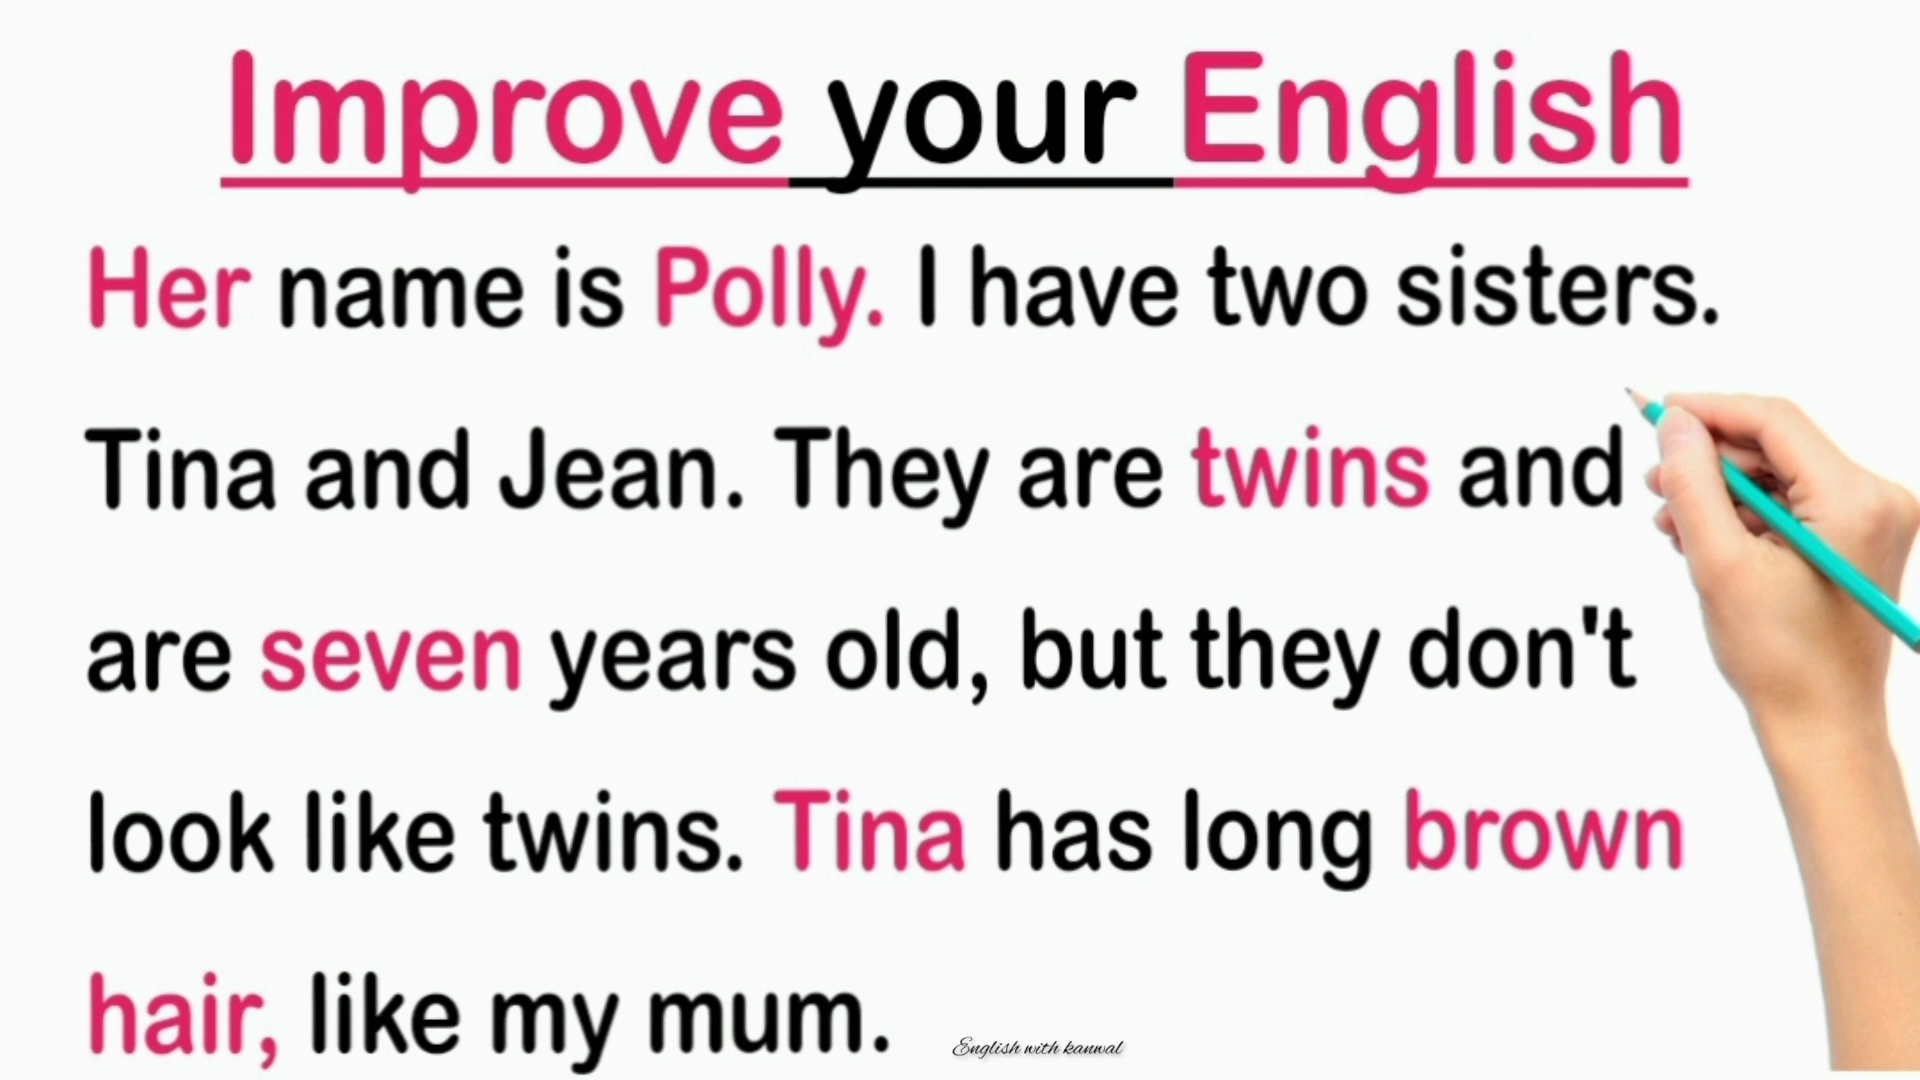 Improve your English
Her name is Polly. I have two sisters.
Tina and Jean. They are twins and
are seven years old, but they don't
look like twins. Tina has long brown
hair, like my mum.
English with kanwal